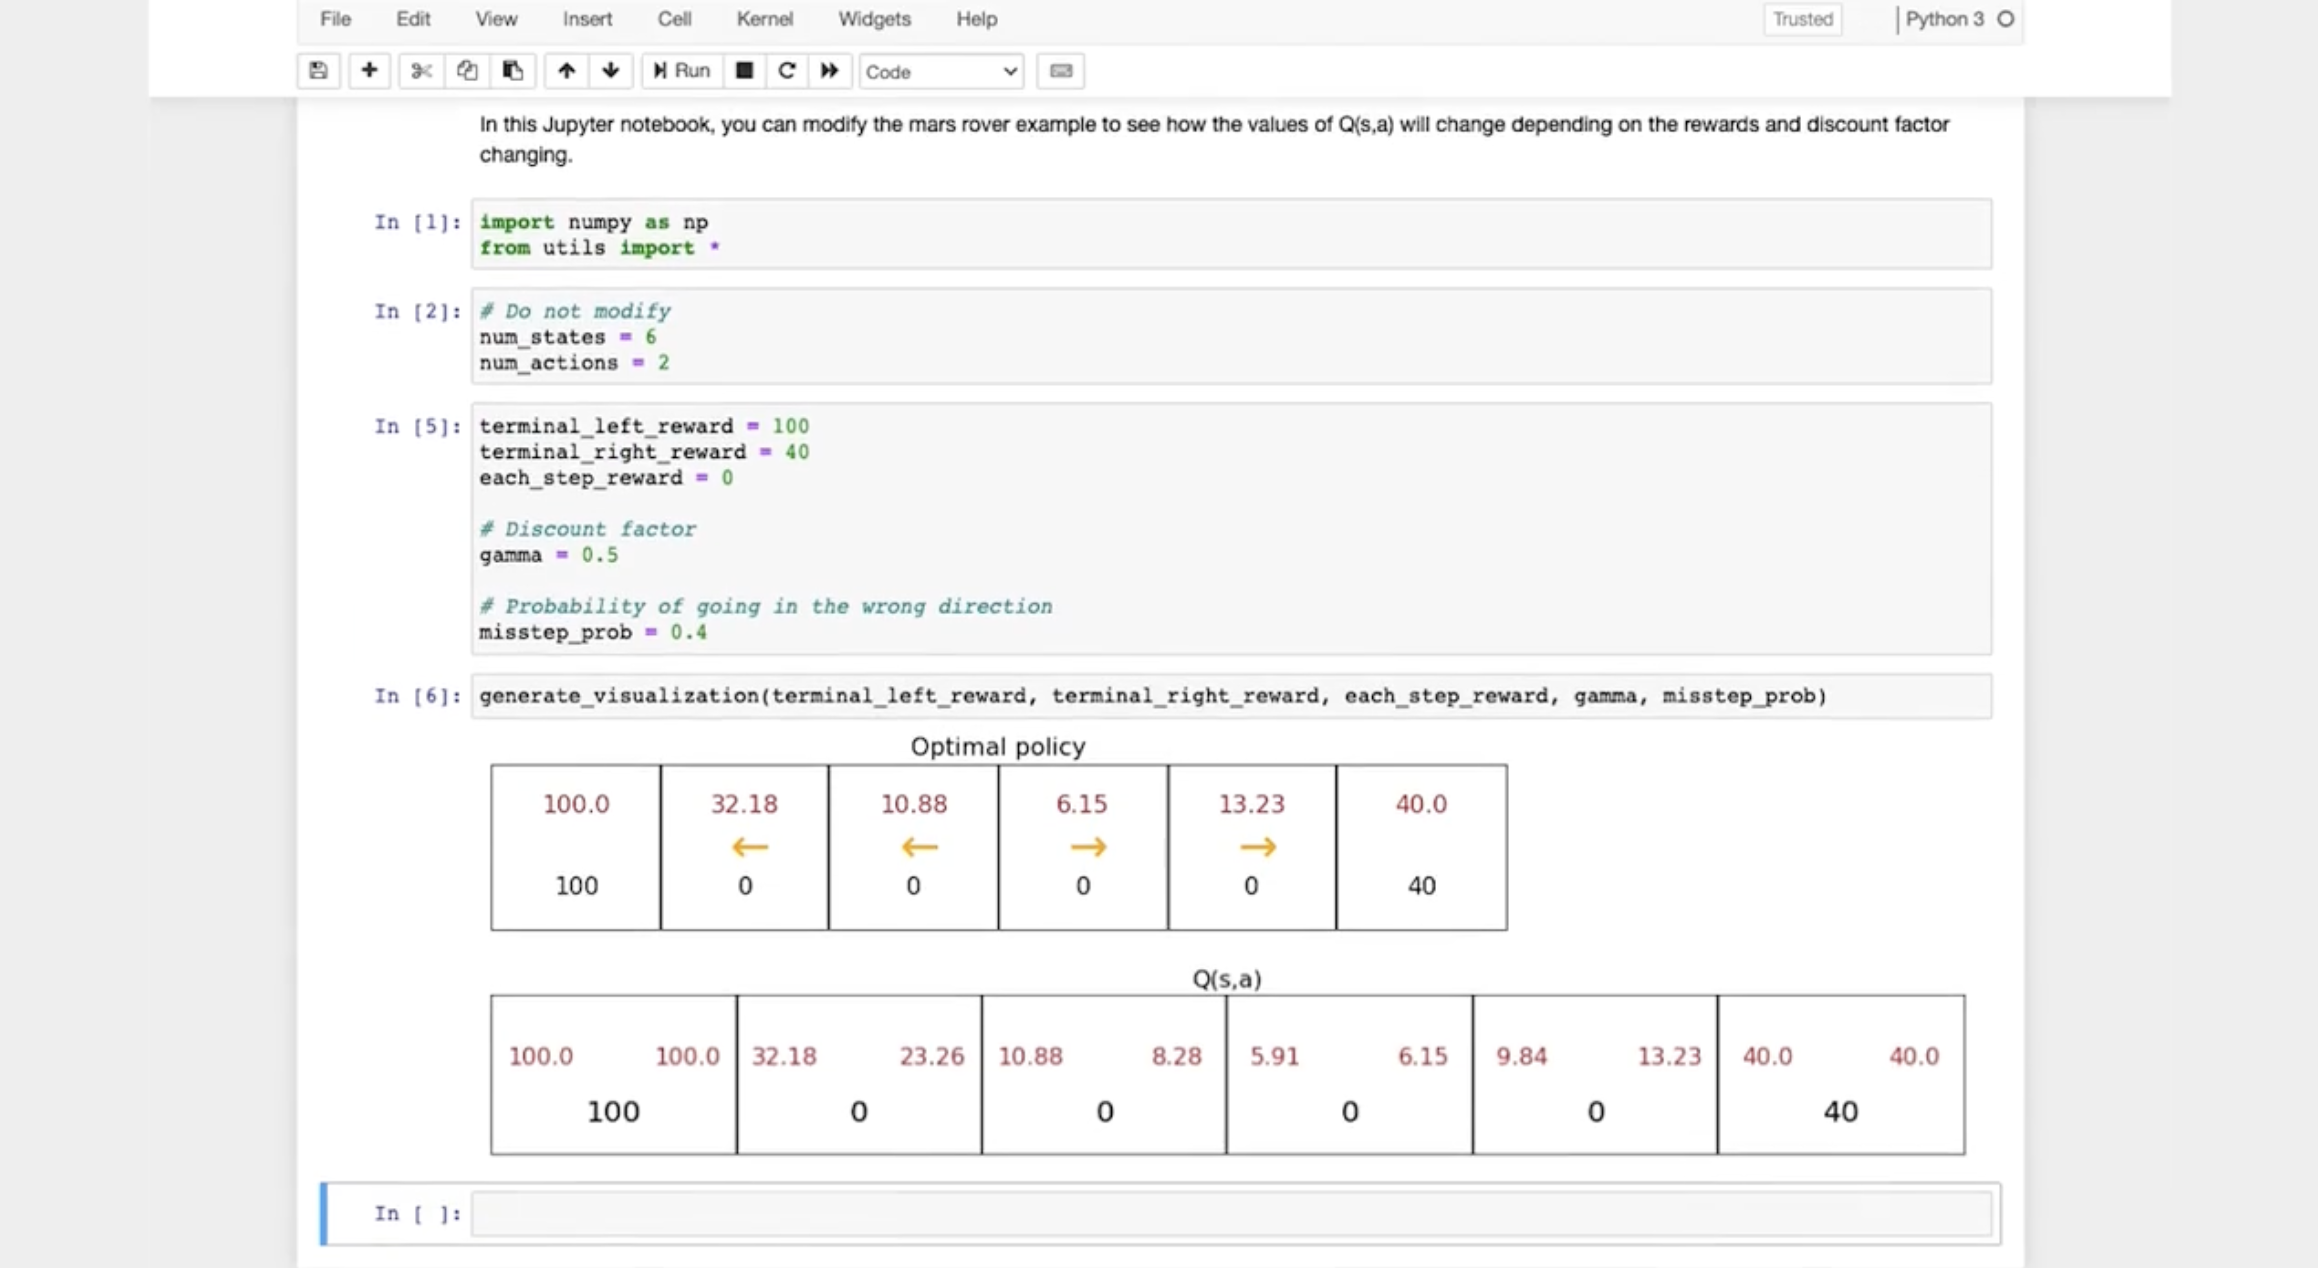 File Edit View Insert Cell Kernel Widgets Help Trusted Python 3
Run Code
In this Jupyter notebook, you can modify the mars rover example to see how the values of Q(s,a) will change depending on the rewards and discount factor
changing.
In [1]: import numpy as np
from utils import *
In [2]: # Do not modify
num_states = 6
num_actions = 2
In [5]: terminal_left_reward = 100
terminal_right_reward = 40
each_step_reward = 0
# Discount factor
gamma = 0.5
# Probability of going in the wrong direction
misstep_prob = 0.4
In [6]: generate_visualization(terminal_left_reward, terminal_right_reward, each_step_reward, gamma, misstep_prob)
Optimal policy
100.0 32.18 10.88 6.15 13.23 40.0
← ← → →
100 0 0 0 0 40
Q(s,a)
100.0 100.0 32.18 23.26 10.88 8.28 5.91 6.15 9.84 13.23 40.0 40.0
100 0 0 0 0 40
In [ ]: